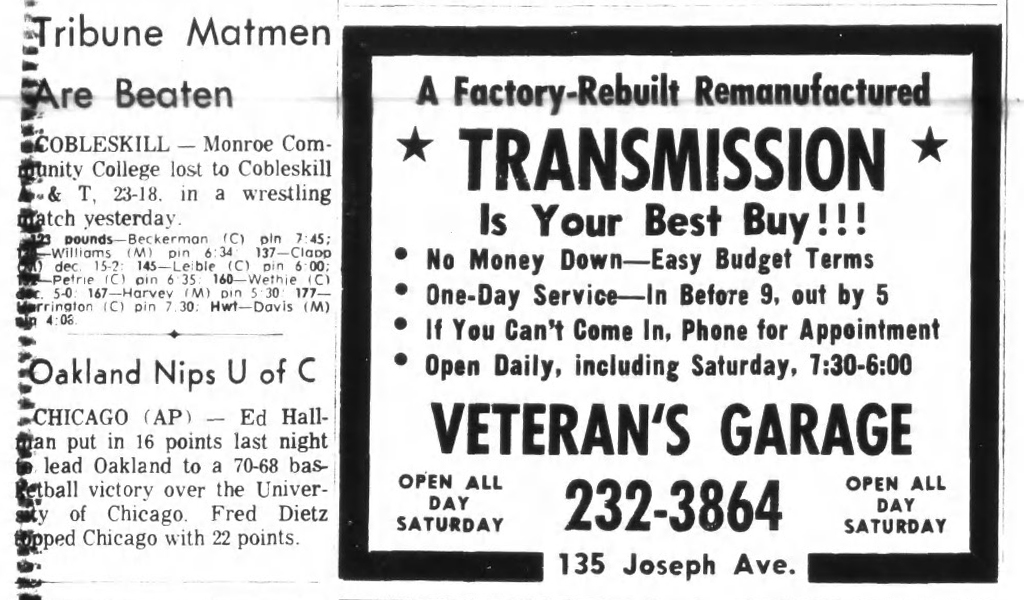 Tribune Matmen
Are Beaten
COBLESKILL — Monroe Com-
munity College lost to Cobleskill
A & T, 23-18. in a wrestling
match yesterday.
123 pounds—Beckerman (C) pin 7:45;
—Williams (M) pin 6:34; 137—Clapp
(M) dec. 15-2; 145—Leible (C) pin 6:00;
152—Petrie (C) pin 6:35; 160—Wethie (C)
dec. 5-0; 167—Harvey (M) pin 5:30; 177—
rrington (C) pin 7:30; Hwt—Davis (M)
pin 4:08.
Oakland Nips U of C
CHICAGO (AP) — Ed Hall-
man put in 16 points last night
to lead Oakland to a 70-68 bas-
ketball victory over the Univer-
sity of Chicago. Fred Dietz
topped Chicago with 22 points.
A Factory-Rebuilt Remanufactured
★ TRANSMISSION ★
Is Your Best Buy!!!
• No Money Down—Easy Budget Terms
• One-Day Service—In Before 9, out by 5
• If You Can't Come In, Phone for Appointment
• Open Daily, including Saturday, 7:30-6:00
VETERAN'S GARAGE
OPEN ALL
DAY
SATURDAY
232-3864
OPEN ALL
DAY
SATURDAY
135 Joseph Ave.